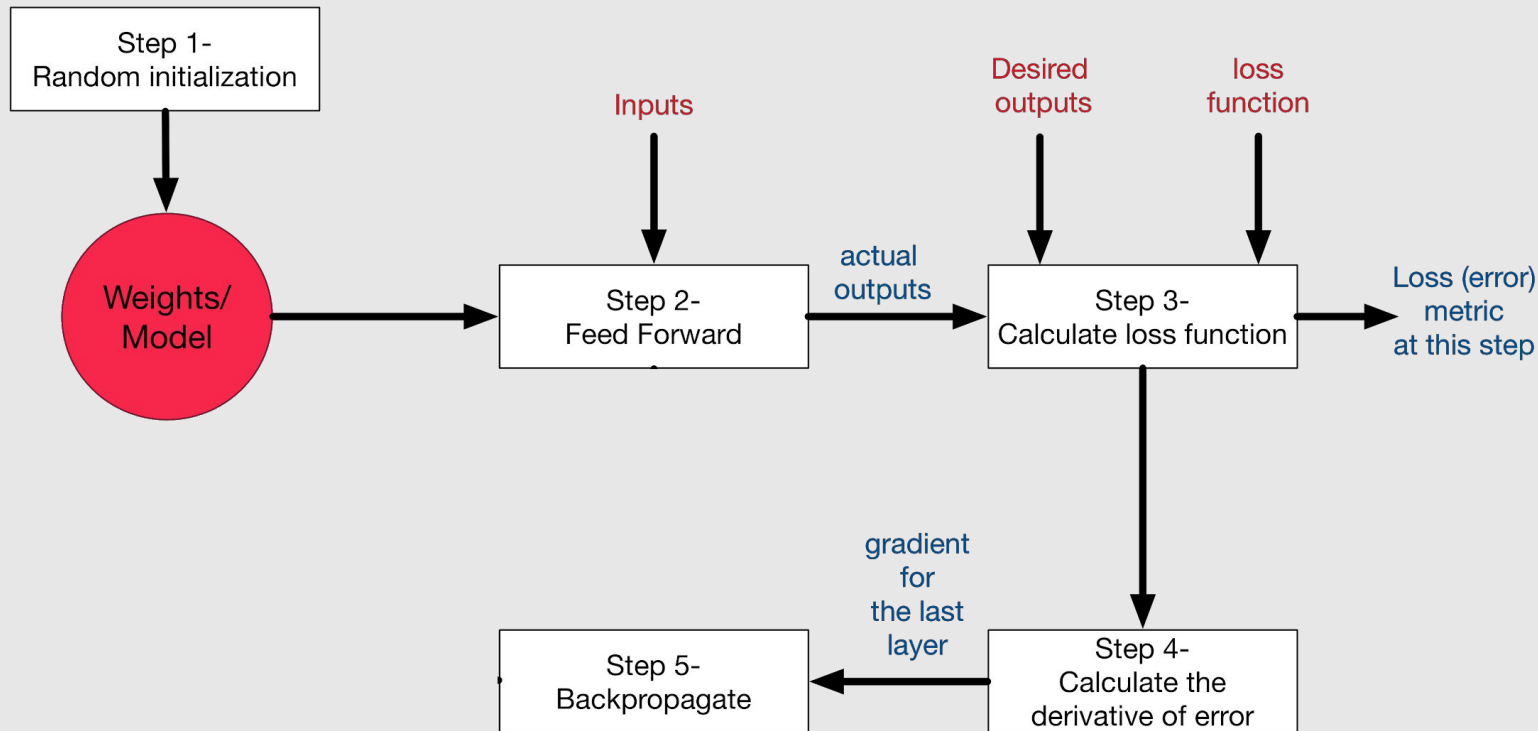 Step 1-
Random initialization
Inputs
Desired
outputs
loss
function
Weights/
Model
Step 2-
Feed Forward
actual
outputs
Step 3-
Calculate loss function
Loss (error)
metric
at this step
gradient
for
the last
layer
Step 4-
Calculate the
derivative of error
Step 5-
Backpropagate